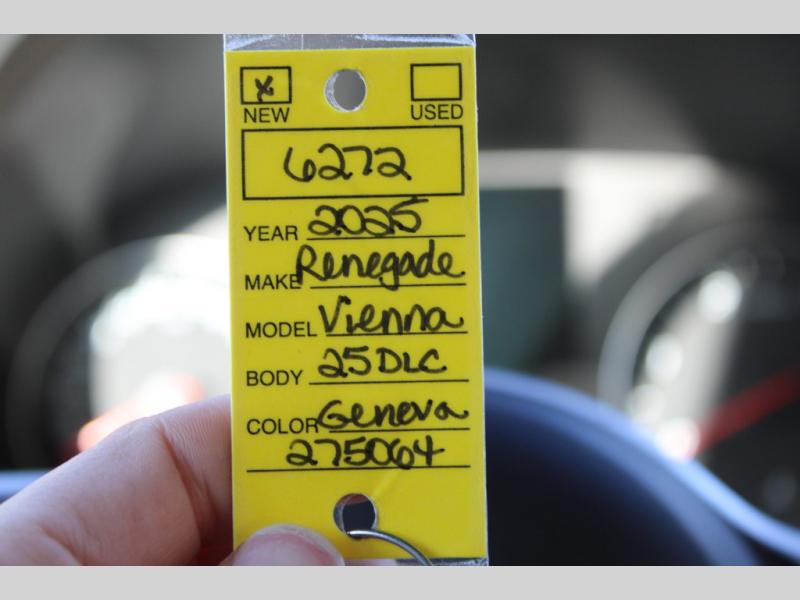 x
NEW USED
6272
YEAR 2025
MAKE Renegade
MODEL Vienna
BODY 25DLC
COLOR Geneva
275064